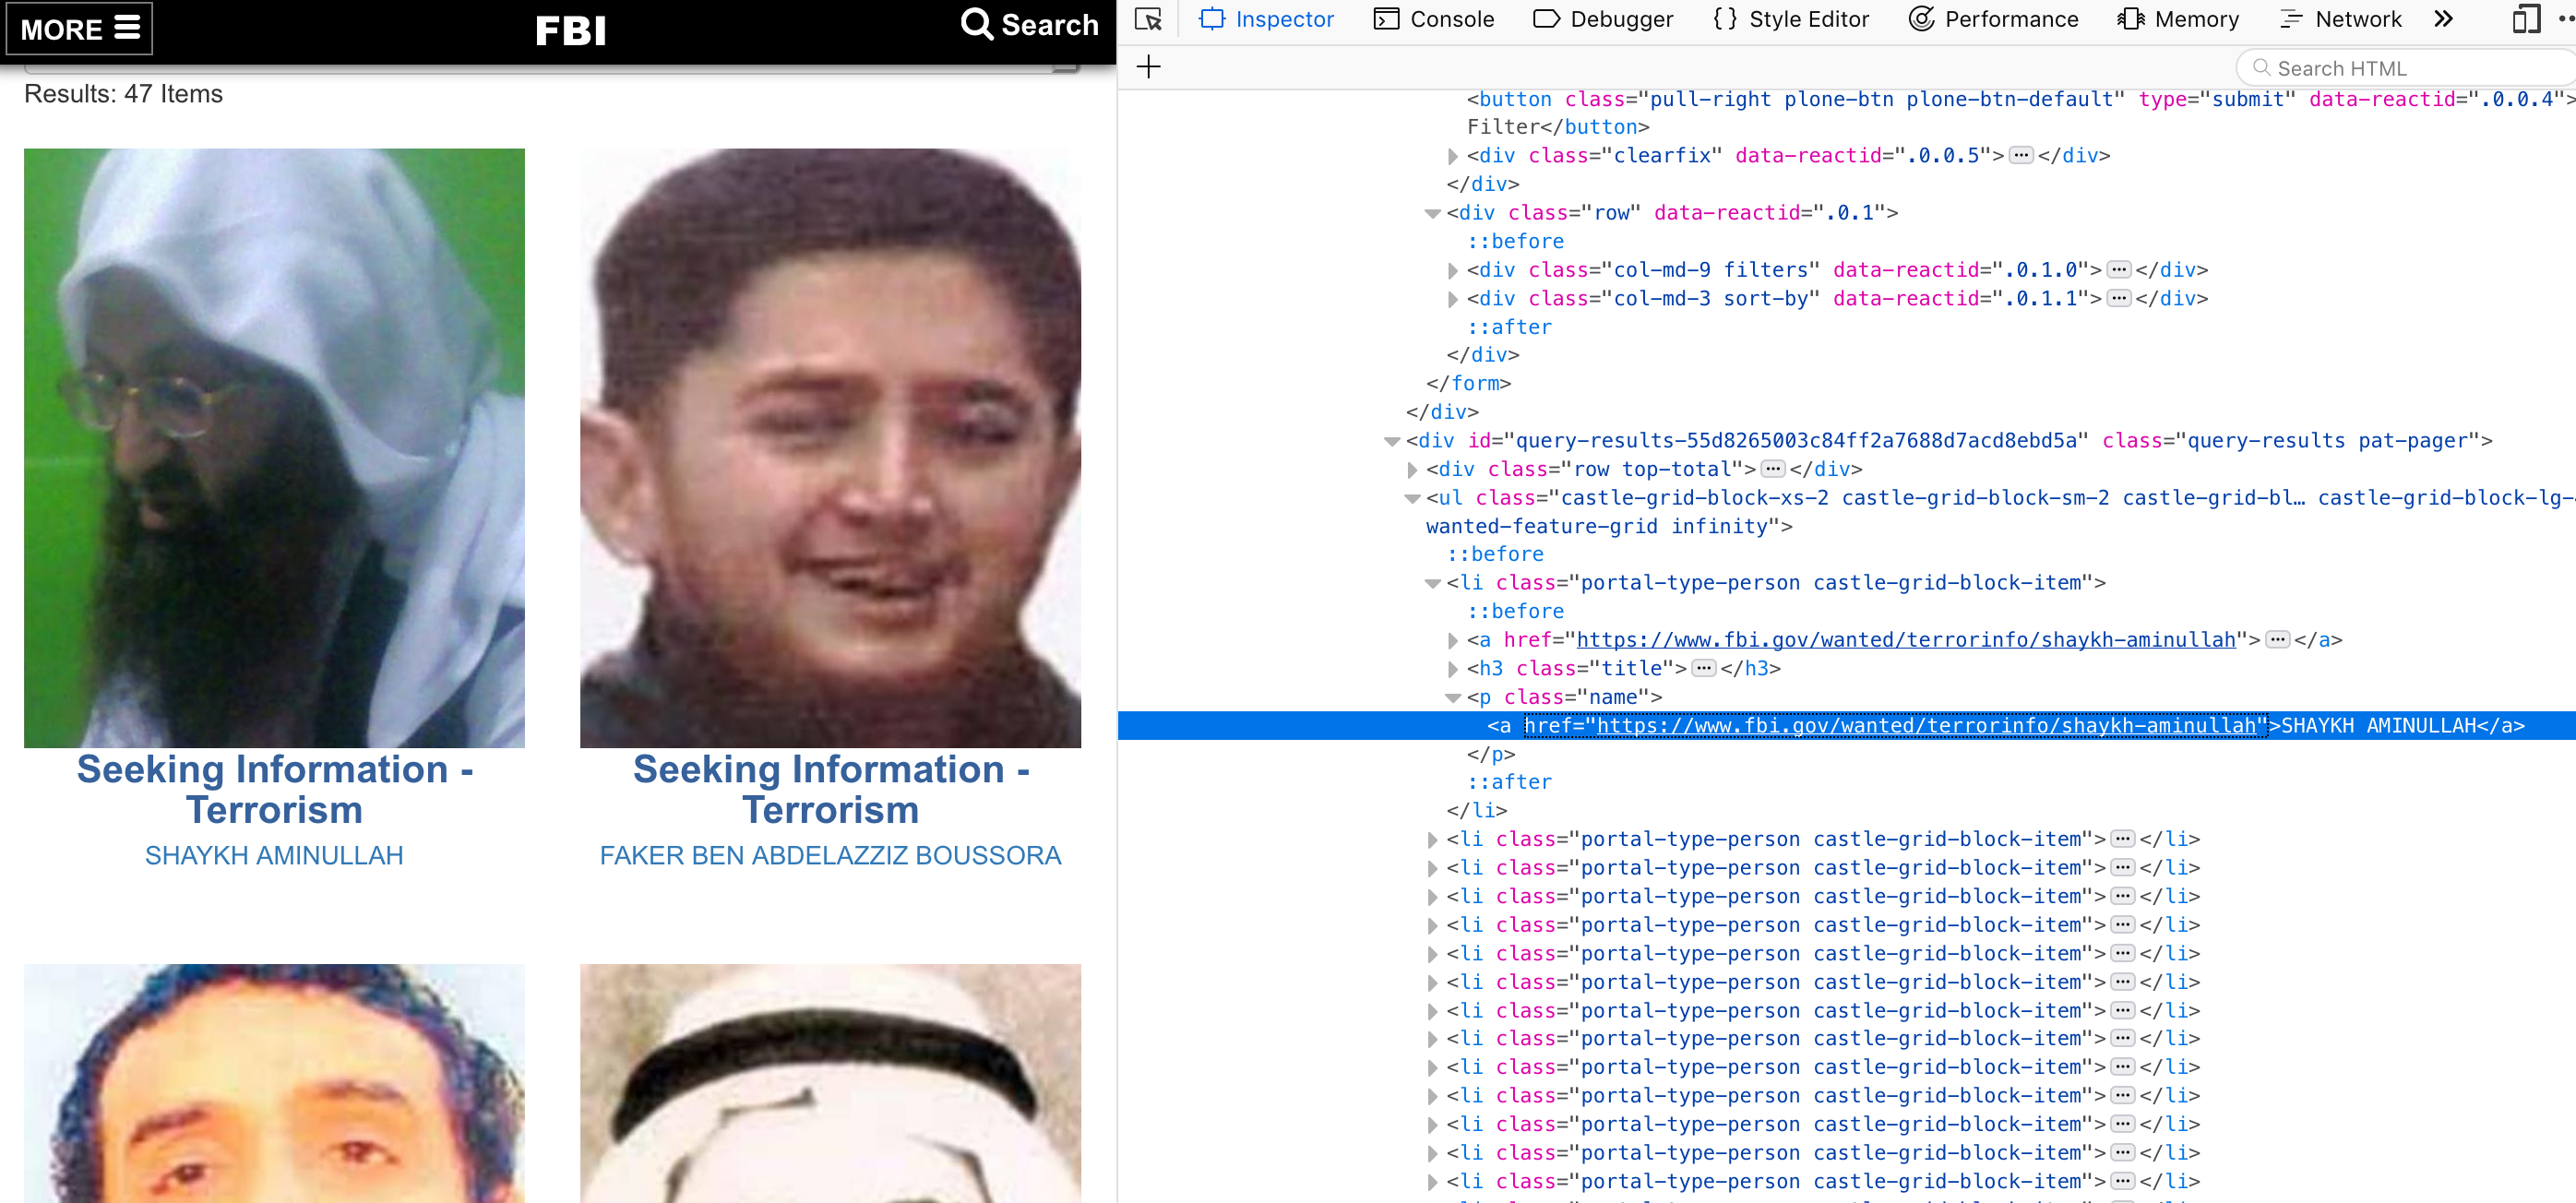 MORE
FBI
Search
Results: 47 Items
Seeking Information -
Terrorism
SHAYKH AMINULLAH
Seeking Information -
Terrorism
FAKER BEN ABDELAZZIZ BOUSSORA
Inspector Console Debugger { } Style Editor Performance Memory Network
+
Search HTML
<button class="pull-right plone-btn plone-btn-default" type="submit" data-reactid=".0.0.4">
Filter</button>
<div class="clearfix" data-reactid=".0.0.5">…</div>
</div>
<div class="row" data-reactid=".0.1">
::before
<div class="col-md-9 filters" data-reactid=".0.1.0">…</div>
<div class="col-md-3 sort-by" data-reactid=".0.1.1">…</div>
::after
</div>
</form>
</div>
<div id="query-results-55d8265003c84ff2a7688d7acd8ebd5a" class="query-results pat-pager">
<div class="row top-total">…</div>
<ul class="castle-grid-block-xs-2 castle-grid-block-sm-2 castle-grid-bl… castle-grid-block-lg-
wanted-feature-grid infinity">
::before
<li class="portal-type-person castle-grid-block-item">
::before
<a href="https://www.fbi.gov/wanted/terrorinfo/shaykh-aminullah">…</a>
<h3 class="title">…</h3>
<p class="name">
<a href="https://www.fbi.gov/wanted/terrorinfo/shaykh-aminullah">SHAYKH AMINULLAH</a>
</p>
::after
</li>
<li class="portal-type-person castle-grid-block-item">…</li>
<li class="portal-type-person castle-grid-block-item">…</li>
<li class="portal-type-person castle-grid-block-item">…</li>
<li class="portal-type-person castle-grid-block-item">…</li>
<li class="portal-type-person castle-grid-block-item">…</li>
<li class="portal-type-person castle-grid-block-item">…</li>
<li class="portal-type-person castle-grid-block-item">…</li>
<li class="portal-type-person castle-grid-block-item">…</li>
<li class="portal-type-person castle-grid-block-item">…</li>
<li class="portal-type-person castle-grid-block-item">…</li>
<li class="portal-type-person castle-grid-block-item">…</li>
<li class="portal-type-person castle-grid-block-item">…</li>
<li class="portal-type-person castle-grid-block-item">…</li>